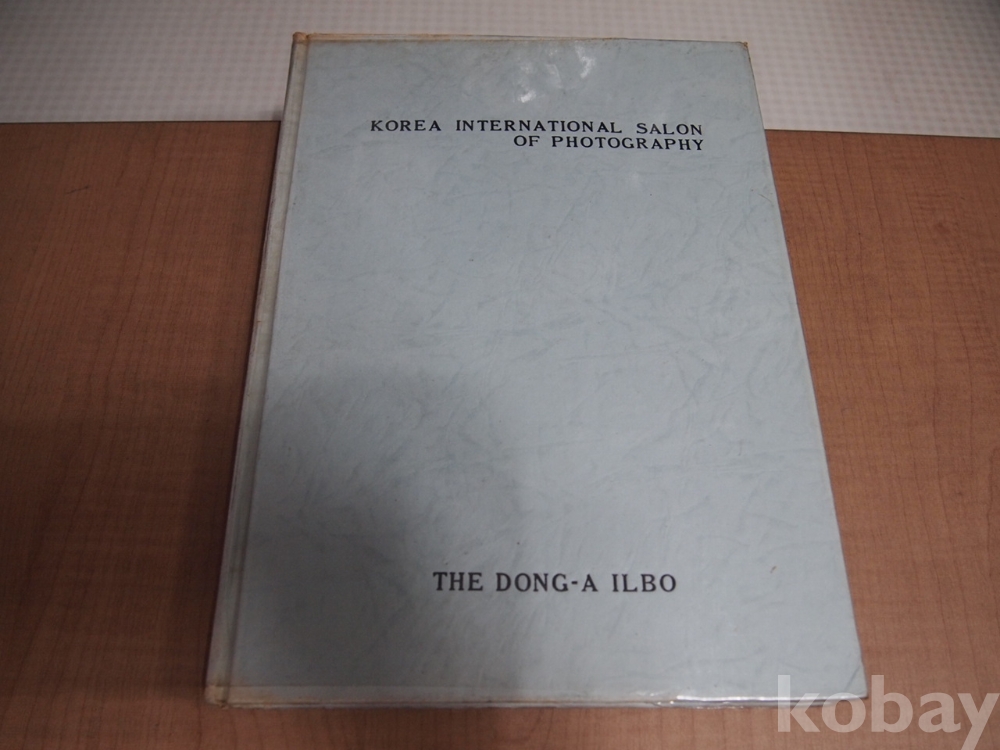 KOREA INTERNATIONAL SALON
OF PHOTOGRAPHY
THE DONG-A ILBO
kobay